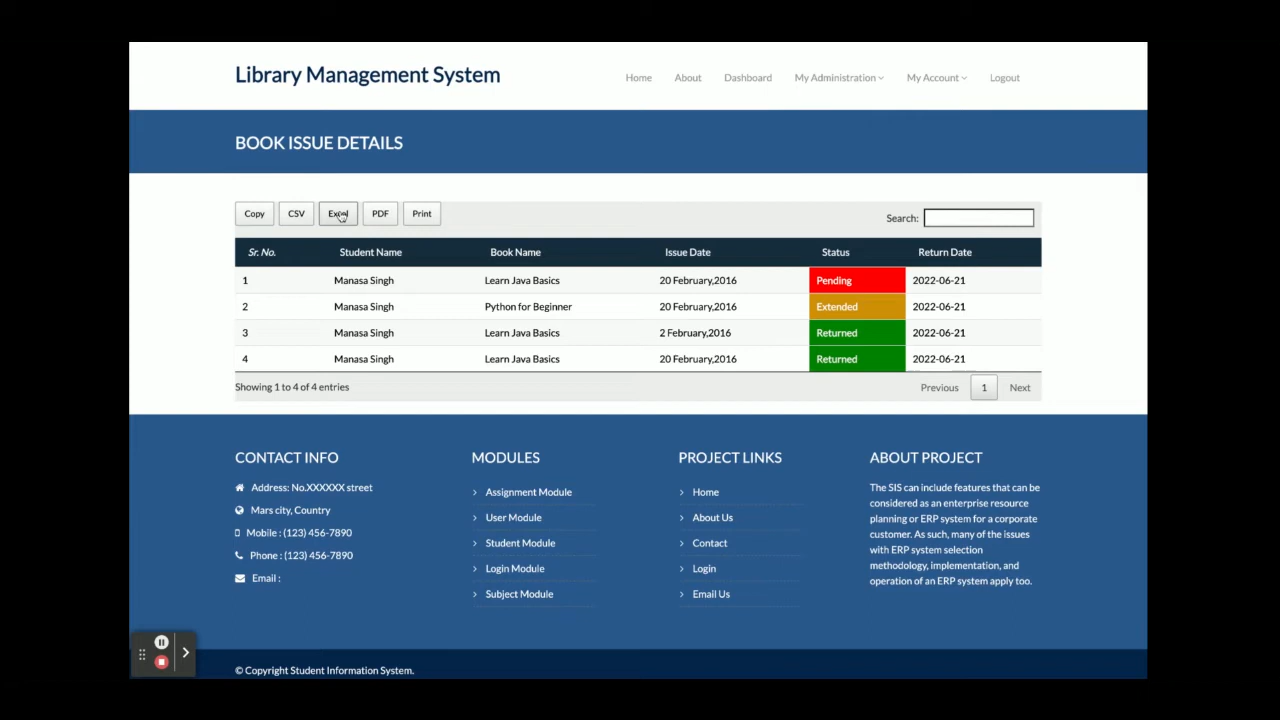 Library Management System
Home About Dashboard My Administration My Account Logout
BOOK ISSUE DETAILS
Copy CSV Excel PDF Print Search:
Sr. No. Student Name Book Name Issue Date Status Return Date
1 Manasa Singh Learn Java Basics 20 February,2016 Pending 2022-06-21
2 Manasa Singh Python for Beginner 20 February,2016 Extended 2022-06-21
3 Manasa Singh Learn Java Basics 2 February,2016 Returned 2022-06-21
4 Manasa Singh Learn Java Basics 20 February,2016 Returned 2022-06-21
Showing 1 to 4 of 4 entries Previous 1 Next
CONTACT INFO
Address: No.XXXXXX street
Mars city, Country
Mobile : (123) 456-7890
Phone : (123) 456-7890
Email :
MODULES
Assignment Module
User Module
Student Module
Login Module
Subject Module
PROJECT LINKS
Home
About Us
Contact
Login
Email Us
ABOUT PROJECT
The SIS can include features that can be
considered as an enterprise resource
planning or ERP system for a corporate
customer. As such, many of the issues
with ERP system selection
methodology, implementation, and
operation of an ERP system apply too.
© Copyright Student Information System.